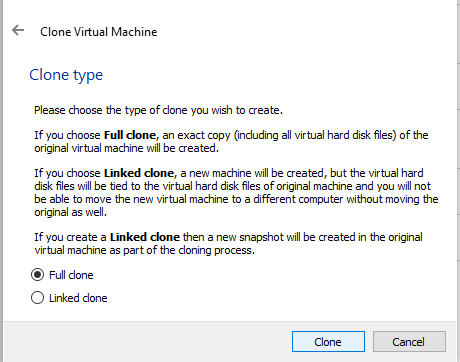 Clone Virtual Machine
Clone type
Please choose the type of clone you wish to create.
If you choose Full clone, an exact copy (including all virtual hard disk files) of the
original virtual machine will be created.
If you choose Linked clone, a new machine will be created, but the virtual hard
disk files will be tied to the virtual hard disk files of original machine and you will not
be able to move the new virtual machine to a different computer without moving the
original as well.
If you create a Linked clone then a new snapshot will be created in the original
virtual machine as part of the cloning process.
Full clone
Linked clone
Clone
Cancel